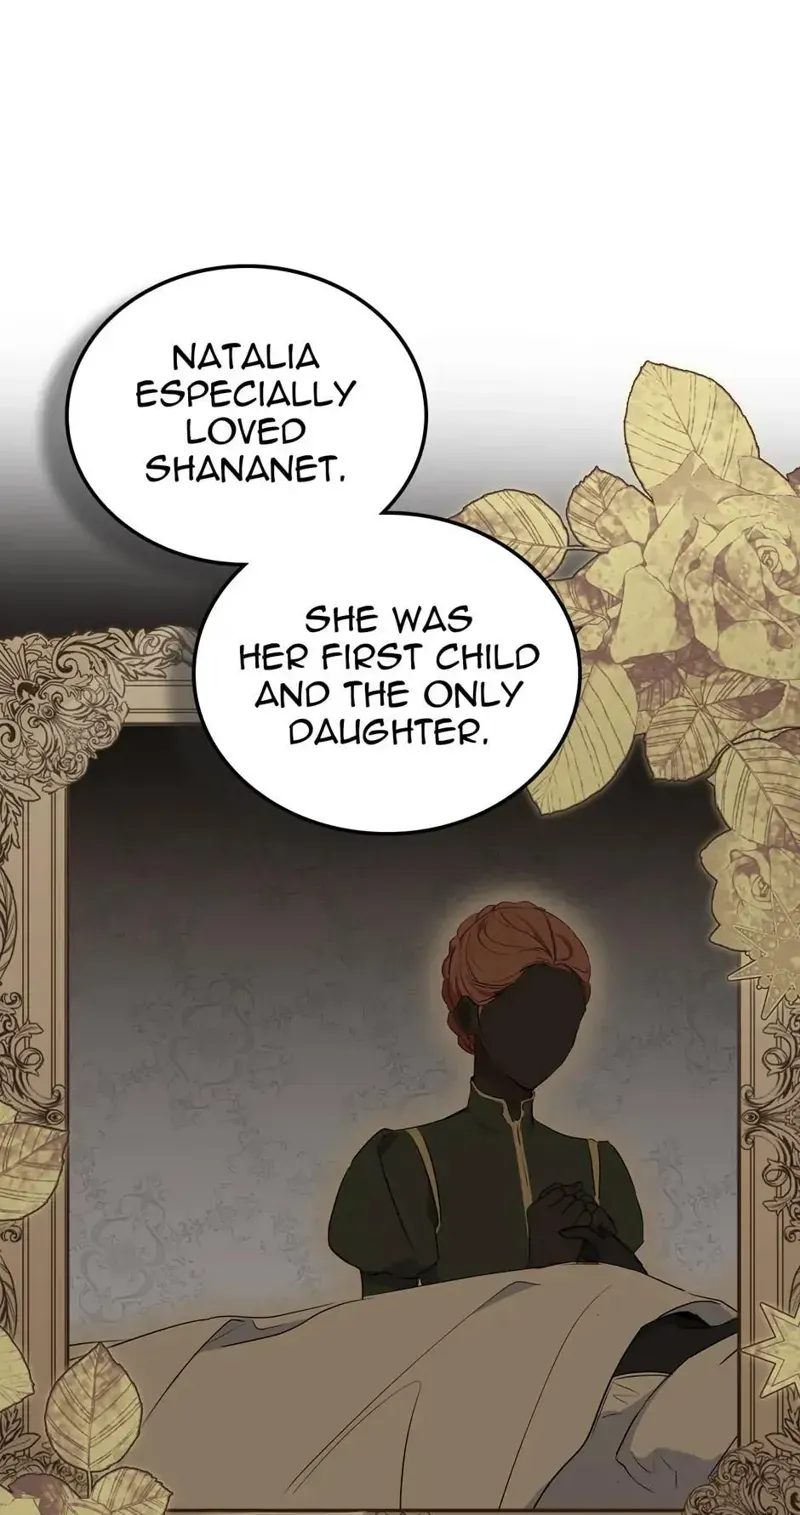 NATALIA
ESPECIALLY
LOVED
SHANANET.
SHE WAS
HER FIRST CHILD
AND THE ONLY
DAUGHTER.